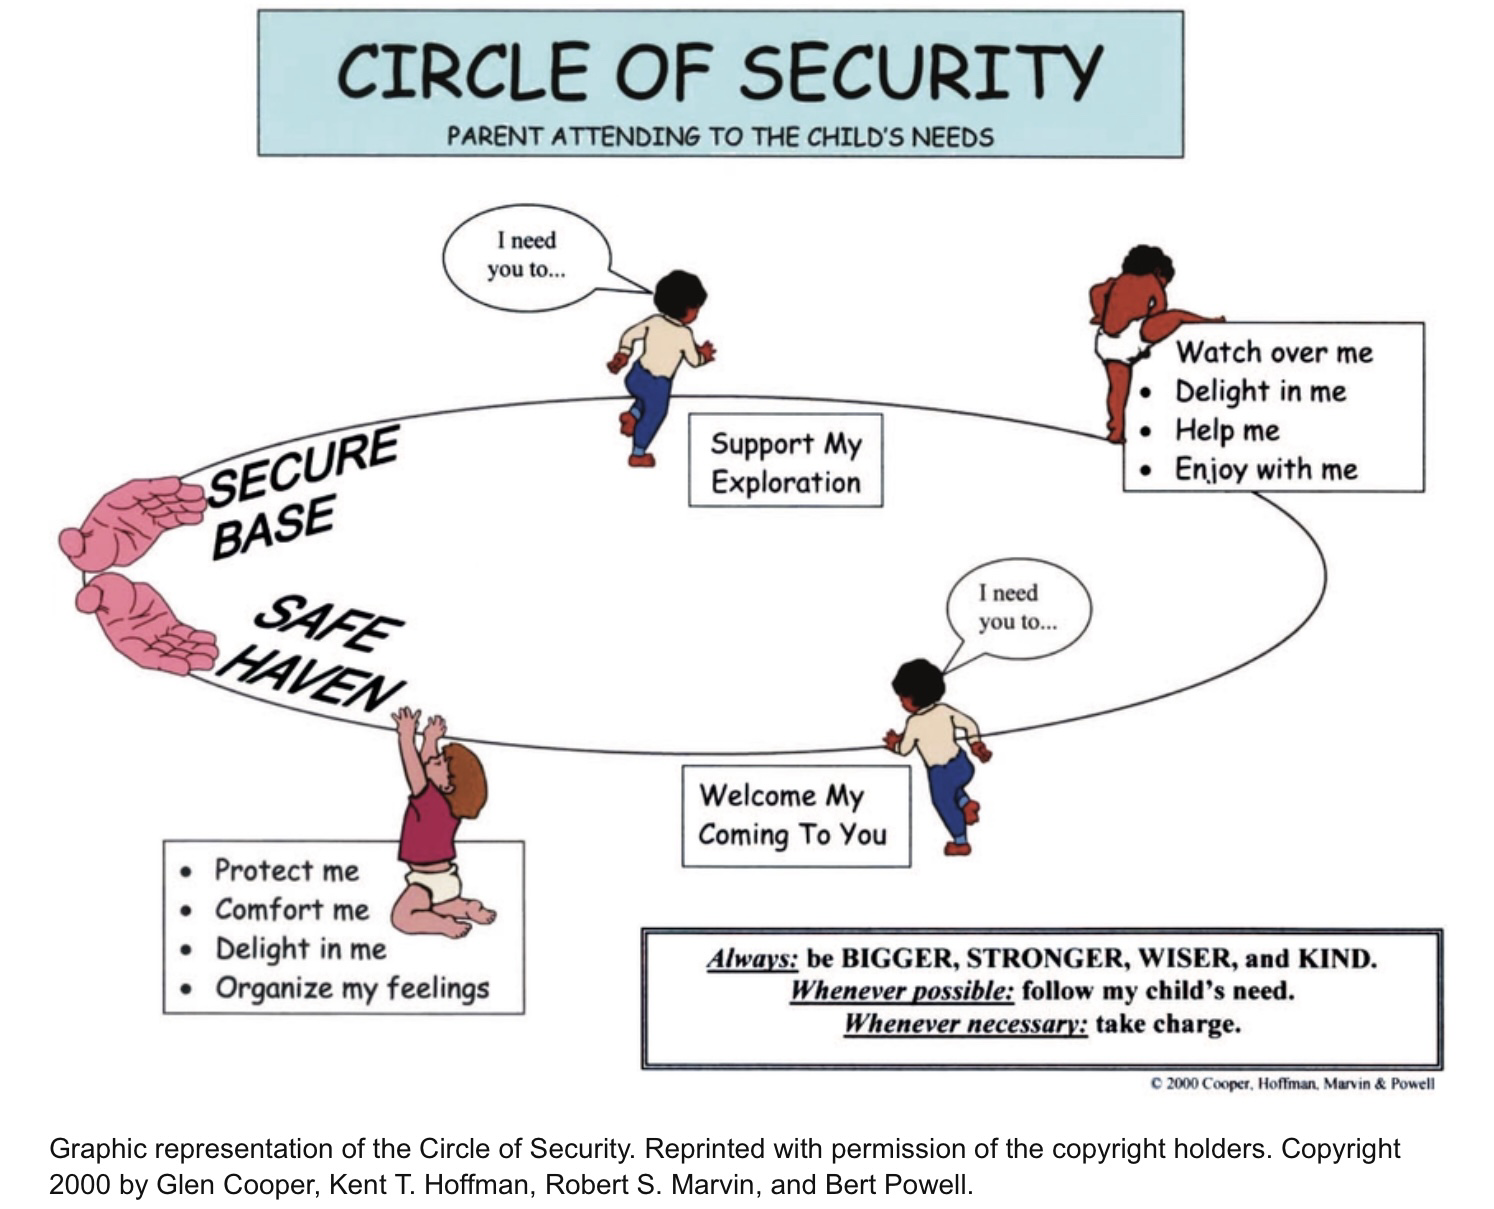 CIRCLE OF SECURITY
PARENT ATTENDING TO THE CHILD'S NEEDS
I need
you to...
• Watch over me
• Delight in me
• Help me
• Enjoy with me
Support My
Exploration
SECURE
BASE
SAFE
HAVEN
I need
you to...
Welcome My
Coming To You
• Protect me
• Comfort me
• Delight in me
• Organize my feelings
Always: be BIGGER, STRONGER, WISER, and KIND.
Whenever possible: follow my child's need.
Whenever necessary: take charge.
© 2000 Cooper, Hoffman, Marvin & Powell
Graphic representation of the Circle of Security. Reprinted with permission of the copyright holders. Copyright
2000 by Glen Cooper, Kent T. Hoffman, Robert S. Marvin, and Bert Powell.